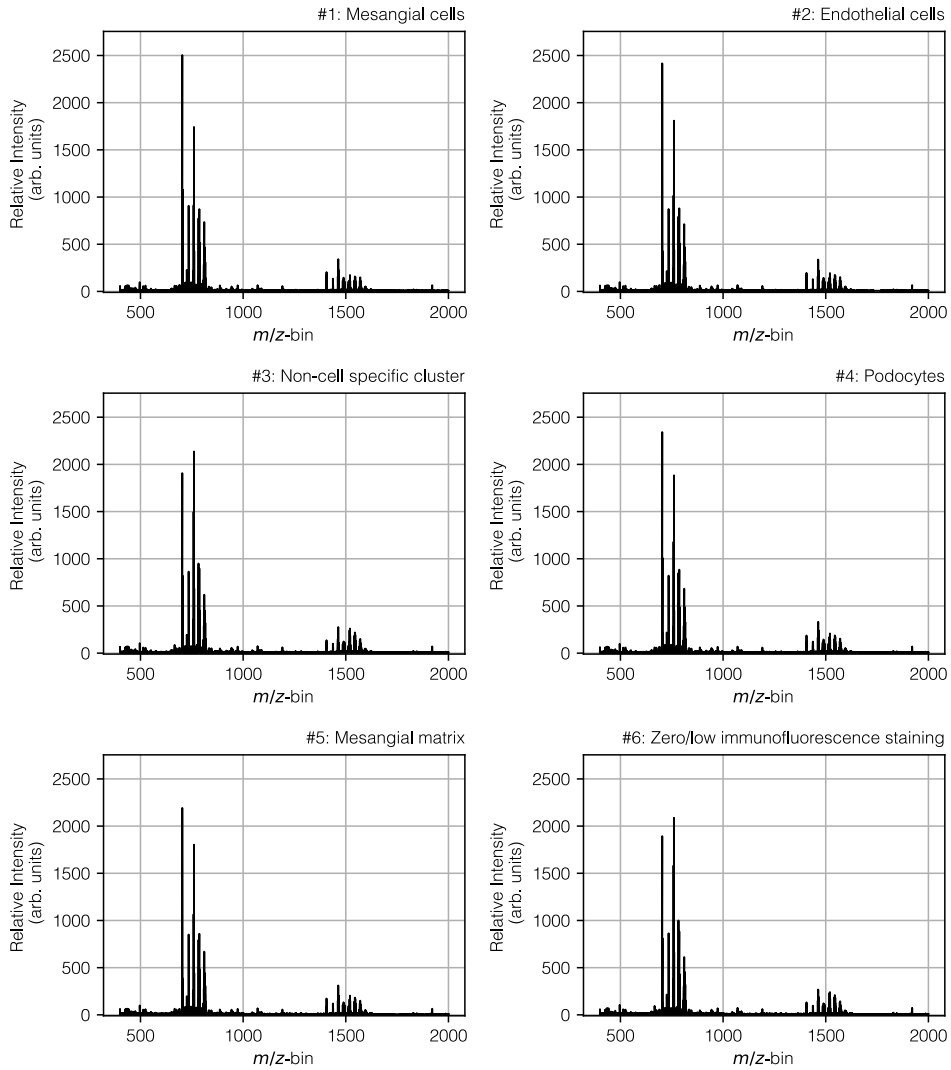 #1: Mesangial cells
Relative Intensity
(arb. units)
2500
2000
1500
1000
500
0
500 1000 1500 2000
m/z-bin
#2: Endothelial cells
Relative Intensity
(arb. units)
2500
2000
1500
1000
500
0
500 1000 1500 2000
m/z-bin
#3: Non-cell specific cluster
Relative Intensity
(arb. units)
2500
2000
1500
1000
500
0
500 1000 1500 2000
m/z-bin
#4: Podocytes
Relative Intensity
(arb. units)
2500
2000
1500
1000
500
0
500 1000 1500 2000
m/z-bin
#5: Mesangial matrix
Relative Intensity
(arb. units)
2500
2000
1500
1000
500
0
500 1000 1500 2000
m/z-bin
#6: Zero/low immunofluorescence staining
Relative Intensity
(arb. units)
2500
2000
1500
1000
500
0
500 1000 1500 2000
m/z-bin